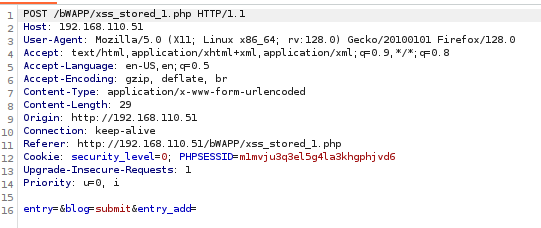 1 POST /bWAPP/xss_stored_1.php HTTP/1.1
2 Host: 192.168.110.51
3 User-Agent: Mozilla/5.0 (X11; Linux x86_64; rv:128.0) Gecko/20100101 Firefox/128.0
4 Accept: text/html,application/xhtml+xml,application/xml;q=0.9,*/*;q=0.8
5 Accept-Language: en-US,en;q=0.5
6 Accept-Encoding: gzip, deflate, br
7 Content-Type: application/x-www-form-urlencoded
8 Content-Length: 29
9 Origin: http://192.168.110.51
10 Connection: keep-alive
11 Referer: http://192.168.110.51/bWAPP/xss_stored_1.php
12 Cookie: security_level=0; PHPSESSID=m1mvju3q3el5g4la3khgphjvd6
13 Upgrade-Insecure-Requests: 1
14 Priority: u=0, i
15
16 entry=&blog=submit&entry_add=